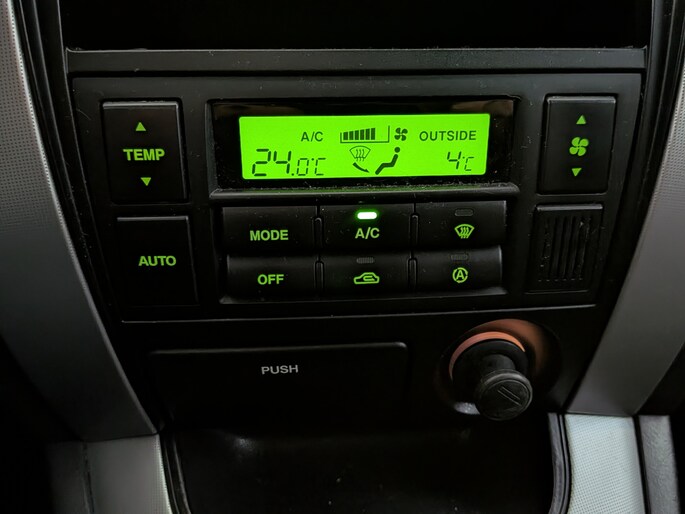 A/C OUTSIDE
24.0°C 4°C
TEMP
MODE A/C
AUTO
OFF A
PUSH